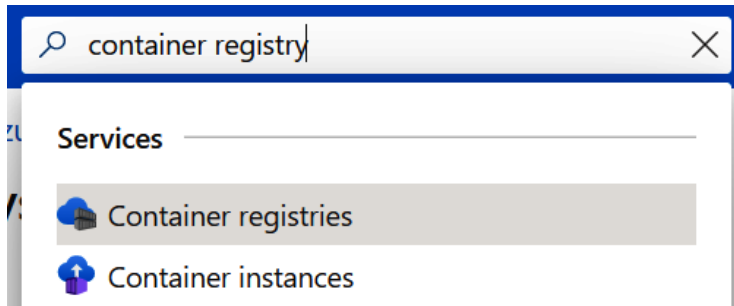 container registry
Services
Container registries
Container instances